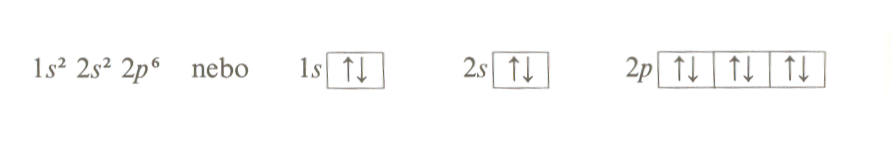 1s² 2s² 2p⁶ nebo 1s ↑↓ 2s ↑↓ 2p ↑↓ ↑↓ ↑↓